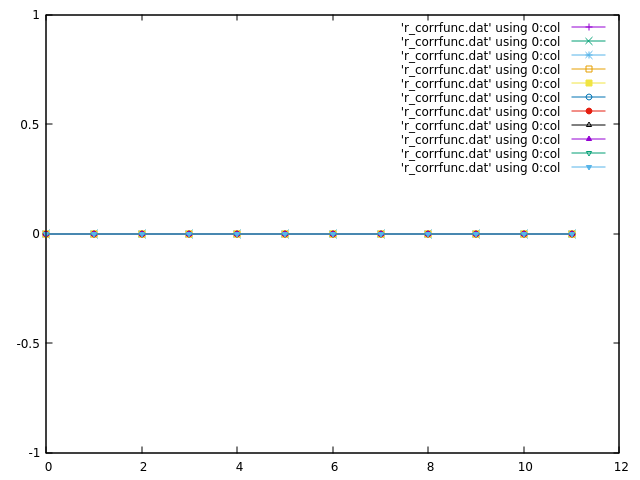 1
'r_corrfunc.dat' using 0:col
'r_corrfunc.dat' using 0:col
'r_corrfunc.dat' using 0:col
'r_corrfunc.dat' using 0:col
'r_corrfunc.dat' using 0:col
'r_corrfunc.dat' using 0:col
'r_corrfunc.dat' using 0:col
'r_corrfunc.dat' using 0:col
'r_corrfunc.dat' using 0:col
'r_corrfunc.dat' using 0:col
'r_corrfunc.dat' using 0:col
0.5
0
-0.5
-1
0 2 4 6 8 10 12